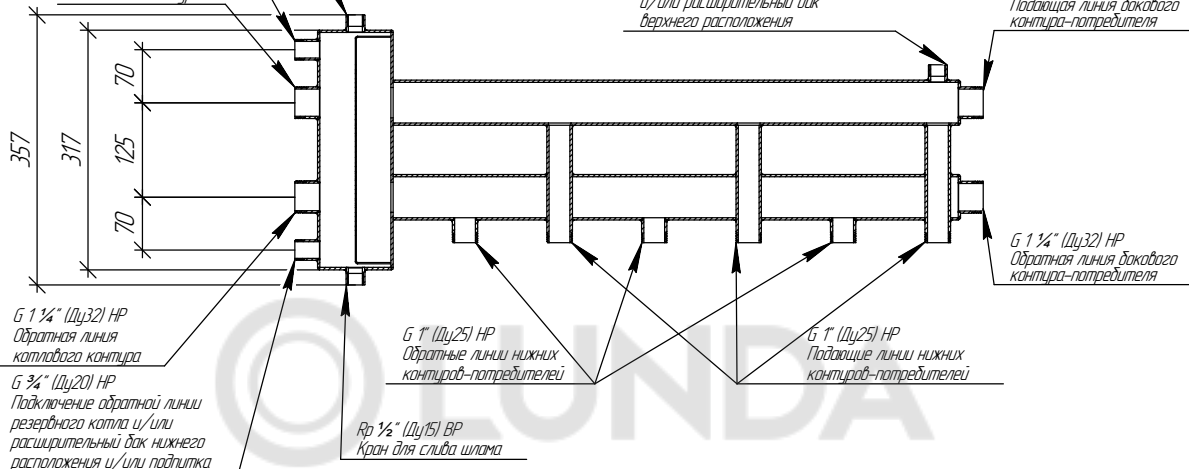 и/или расширительный бак
верхнего расположения
Подающая линия бокового
контура-потребителя
357
317
70
125
70
G 1 ¼" (Ду32) НР
Обратная линия бокового
контура-потребителя
G 1 ¼" (Ду32) НР
Обратная линия
котлового контура
G ¾" (Ду20) НР
Подключение обратной линии
резервного котла и/или
расширительный бак нижнего
расположения и/или подпитка
G 1" (Ду25) НР
Обратные линии нижних
контуров-потребителей
G 1" (Ду25) НР
Подающие линии нижних
контуров-потребителей
Rp ½" (Ду15) ВР
Кран для слива шлама
LUNDA